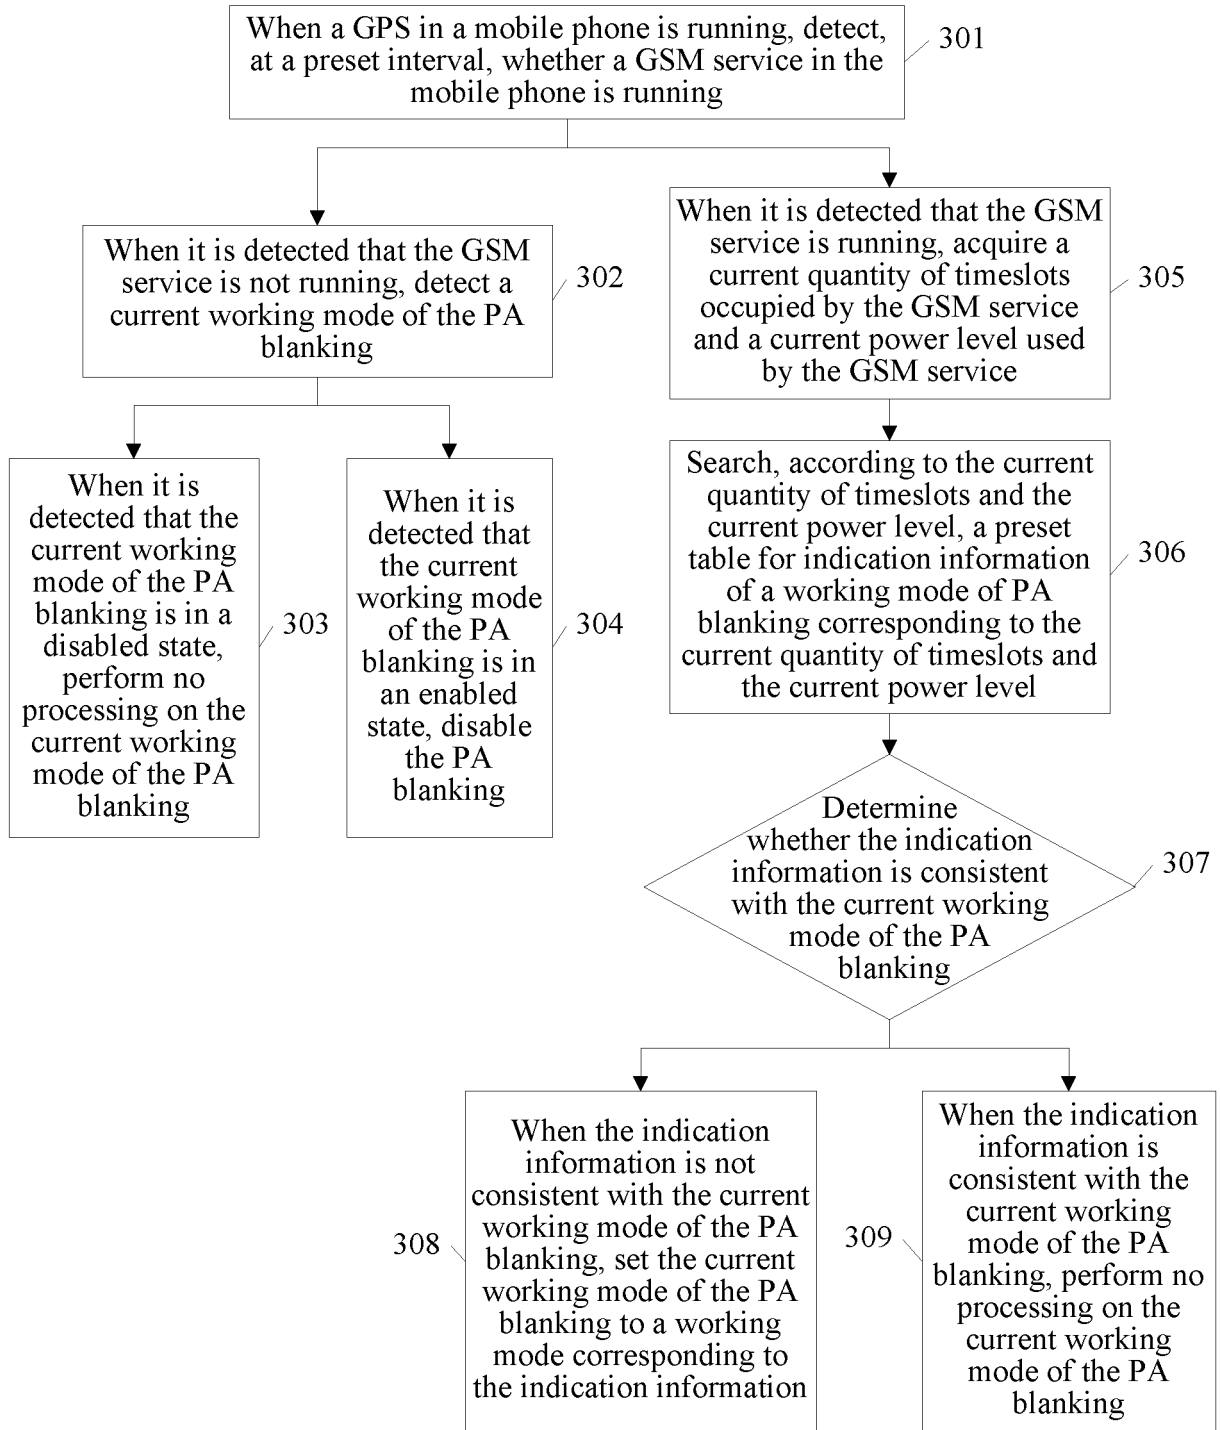 When a GPS in a mobile phone is running, detect,
at a preset interval, whether a GSM service in the
mobile phone is running
301
When it is detected that the GSM
service is not running, detect a
current working mode of the PA
blanking
302
When it is detected that the GSM
service is running, acquire a
current quantity of timeslots
occupied by the GSM service
and a current power level used
by the GSM service
305
When it is
detected that the
current working
mode of the PA
blanking is in a
disabled state,
perform no
processing on the
current working
mode of the PA
blanking
303
When it is
detected that
the current
working mode
of the PA
blanking is in
an enabled
state, disable
the PA
blanking
304
Search, according to the current
quantity of timeslots and the
current power level, a preset
table for indication information
of a working mode of PA
blanking corresponding to the
current quantity of timeslots and
the current power level
306
Determine
whether the indication
information is consistent
with the current working
mode of the PA
blanking
307
When the indication
information is not
consistent with the current
working mode of the PA
blanking, set the current
working mode of the PA
blanking to a working
mode corresponding to
the indication information
308
When the indication
information is
consistent with the
current working
mode of the PA
blanking, perform no
processing on the
current working
mode of the PA
blanking
309